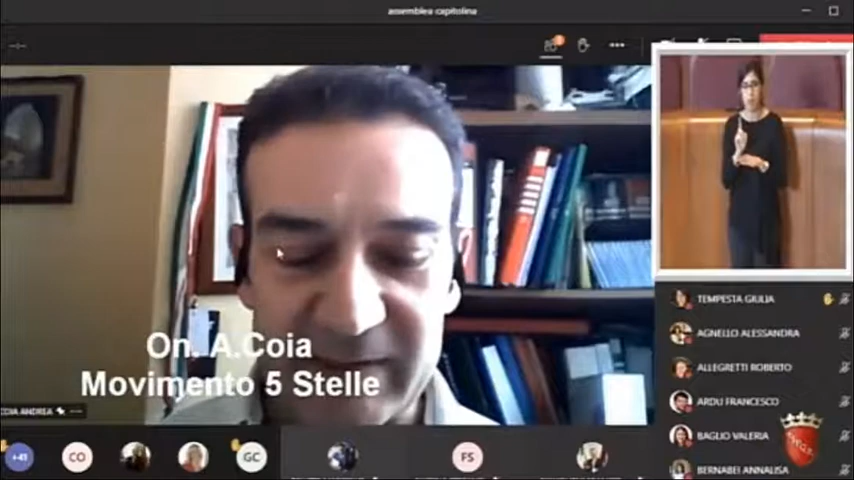 assemblea capitolina
TEMPESTA GIULIA
AGNELLO ALESSANDRA
On. A.Coia
ALLEGRETTI ROBERTO
Movimento 5 Stelle
ARDU FRANCESCO
COIA ANDREA
BAGLIO VALERIA
+41
CO
GC
FS
BERNABEI ANNALISA